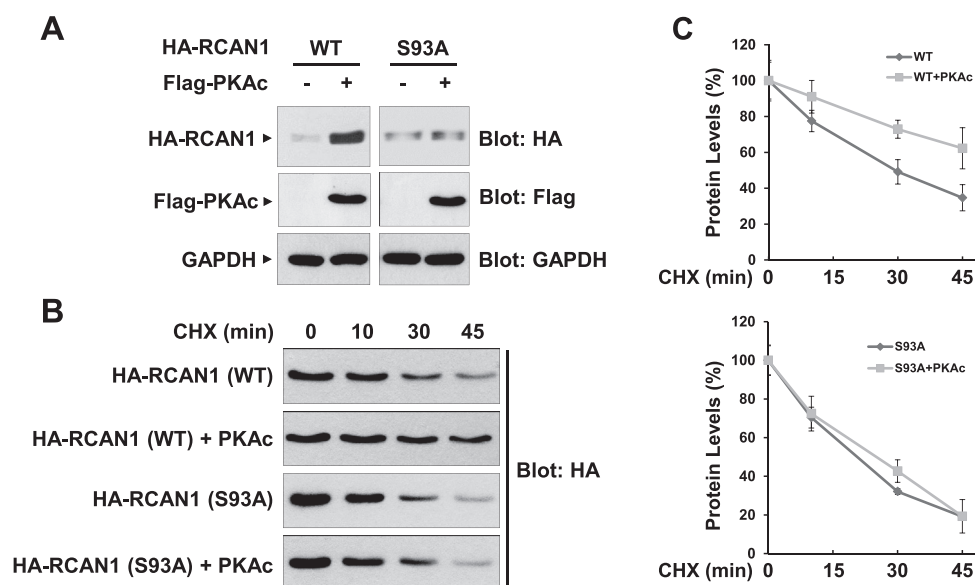 A
HA-RCAN1 WT S93A
Flag-PKAc - + - +
HA-RCAN1 Blot: HA
Flag-PKAc Blot: Flag
GAPDH Blot: GAPDH
B
CHX (min) 0 10 30 45
HA-RCAN1 (WT)
HA-RCAN1 (WT) + PKAc
HA-RCAN1 (S93A)
HA-RCAN1 (S93A) + PKAc
Blot: HA
C
Protein Levels (%)
120
100
80
60
40
20
0
WT
WT+PKAc
CHX (min) 0 15 30 45
Protein Levels (%)
120
100
80
60
40
20
0
S93A
S93A+PKAc
CHX (min) 0 15 30 45